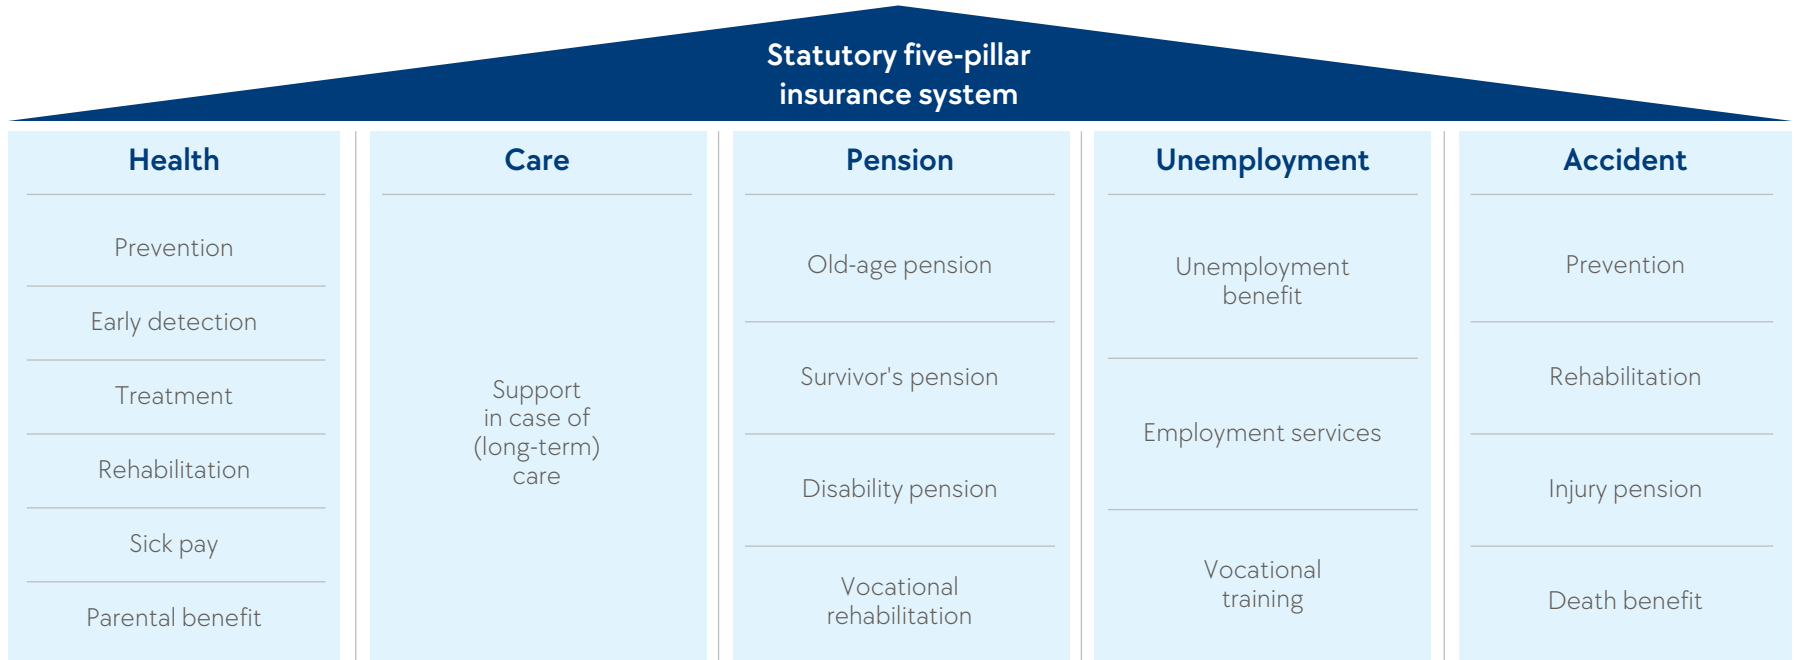 Statutory five-pillar
insurance system
Health
Prevention
Early detection
Treatment
Rehabilitation
Sick pay
Parental benefit
Care
Support
in case of
(long-term)
care
Pension
Old-age pension
Survivor's pension
Disability pension
Vocational
rehabilitation
Unemployment
Unemployment
benefit
Employment services
Vocational
training
Accident
Prevention
Rehabilitation
Injury pension
Death benefit